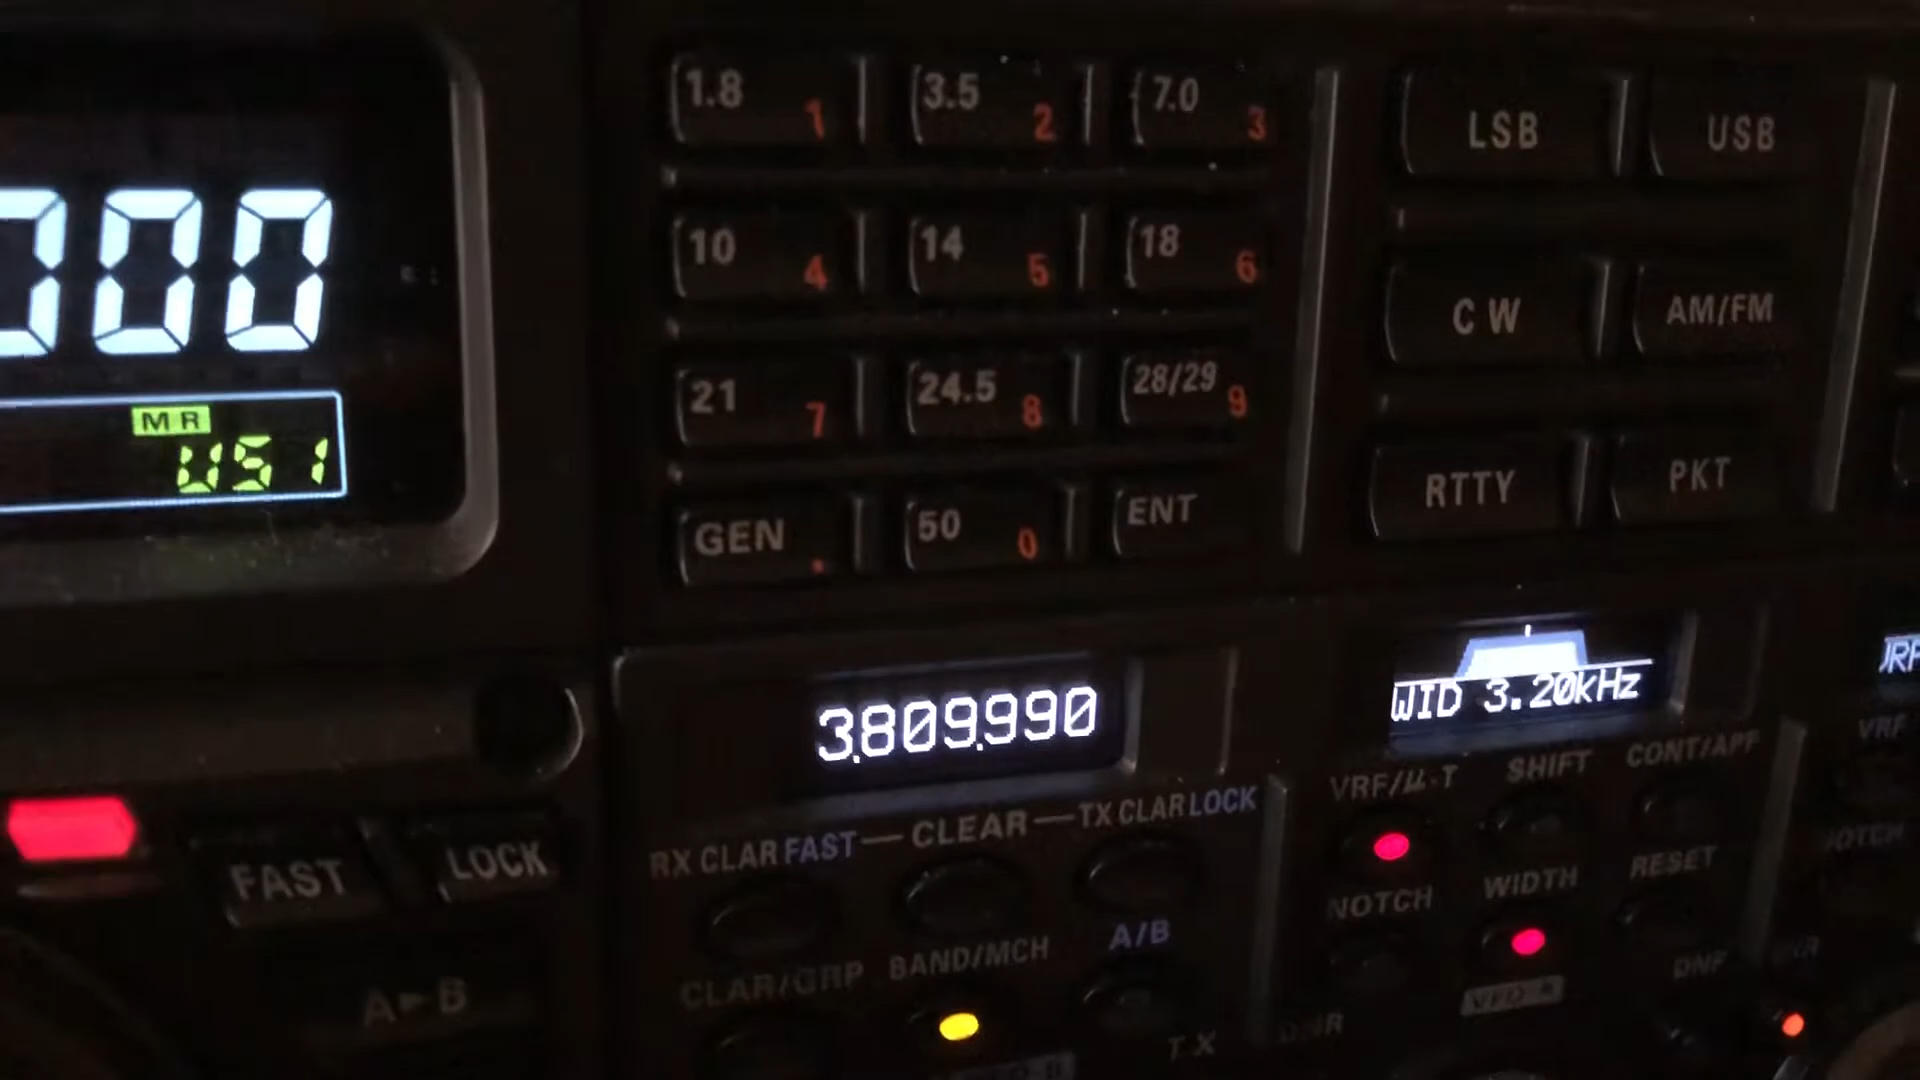 000
MR
US 1
1.8 1
3.5 2
7.0 3
10 4
14 5
18 6
21 7
24.5 8
28/29 9
GEN .
50 0
ENT
LSB
USB
CW
AM/FM
RTTY
PKT
3.809.990
WID 3.20kHz
FAST
LOCK
A►B
RX CLAR FAST — CLEAR — TX CLAR LOCK
CLAR/GRP
BAND/MCH
A/B
TX
VRF/µ-T
SHIFT
CONT/APF
NOTCH
WIDTH
RESET
VFO-A
DNR
DNF
VRF